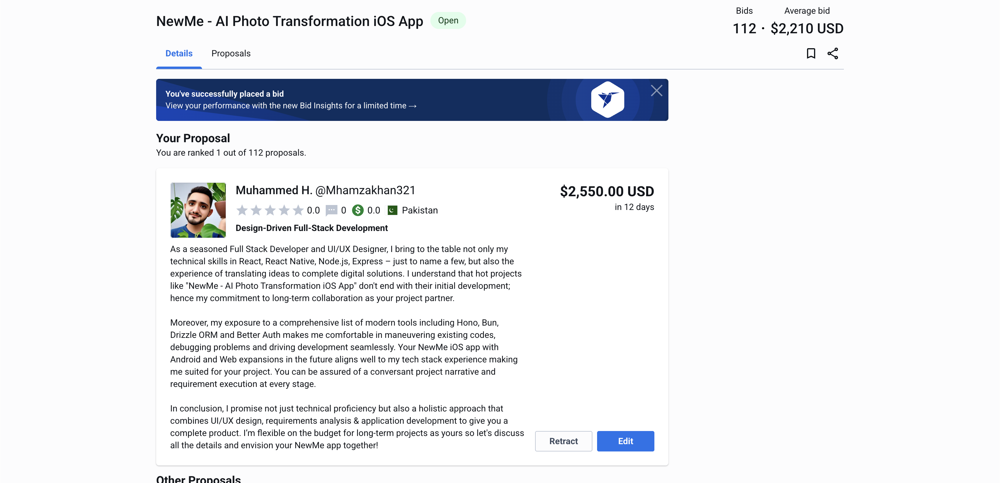 Bids Average bid
NewMe - AI Photo Transformation iOS App Open
112 · $2,210 USD
Details Proposals
You've successfully placed a bid
View your performance with the new Bid Insights for a limited time →
Your Proposal
You are ranked 1 out of 112 proposals.
Muhammed H. @Mhamzakhan321
$2,550.00 USD
in 12 days
0.0 0 $ 0.0 Pakistan
Design-Driven Full-Stack Development
As a seasoned Full Stack Developer and UI/UX Designer, I bring to the table not only my
technical skills in React, React Native, Node.js, Express – just to name a few, but also the
experience of translating ideas to complete digital solutions. I understand that hot projects
like "NewMe - AI Photo Transformation iOS App" don't end with their initial development;
hence my commitment to long-term collaboration as your project partner.
Moreover, my exposure to a comprehensive list of modern tools including Hono, Bun,
Drizzle ORM and Better Auth makes me comfortable in maneuvering existing codes,
debugging problems and driving development seamlessly. Your NewMe iOS app with
Android and Web expansions in the future aligns well to my tech stack experience making
me suited for your project. You can be assured of a conversant project narrative and
requirement execution at every stage.
In conclusion, I promise not just technical proficiency but also a holistic approach that
combines UI/UX design, requirements analysis & application development to give you a
complete product. I’m flexible on the budget for long-term projects as yours so let's discuss
all the details and envision your NewMe app together!
Retract Edit
Other Proposals